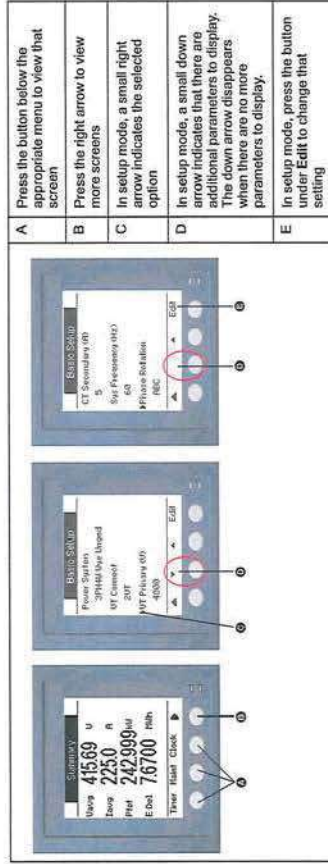 Summary
Uavg 415.69 U
Iavg 225.0 A
Ptot 242.999 kW
E Del 7.6700 MWh
Timer Maint Clock
A
B
Basic Setup
Power System
3PH4W Wye Ungnd
VT Connect
2VT
VT Primary (V)
4000
Edit
C
D
Basic Setup
CT Secondary (A)
5
Sys Frequency (Hz)
60
Phase Rotation
ABC
Edit
D
E
A Press the button below the
appropriate menu to view that
screen
B Press the right arrow to view
more screens
C In setup mode, a small right
arrow indicates the selected
option
D In setup mode, a small down
arrow indicates that there are
additional parameters to display.
The down arrow disappears
when there are no more
parameters to display.
E In setup mode, press the button
under Edit to change that
setting